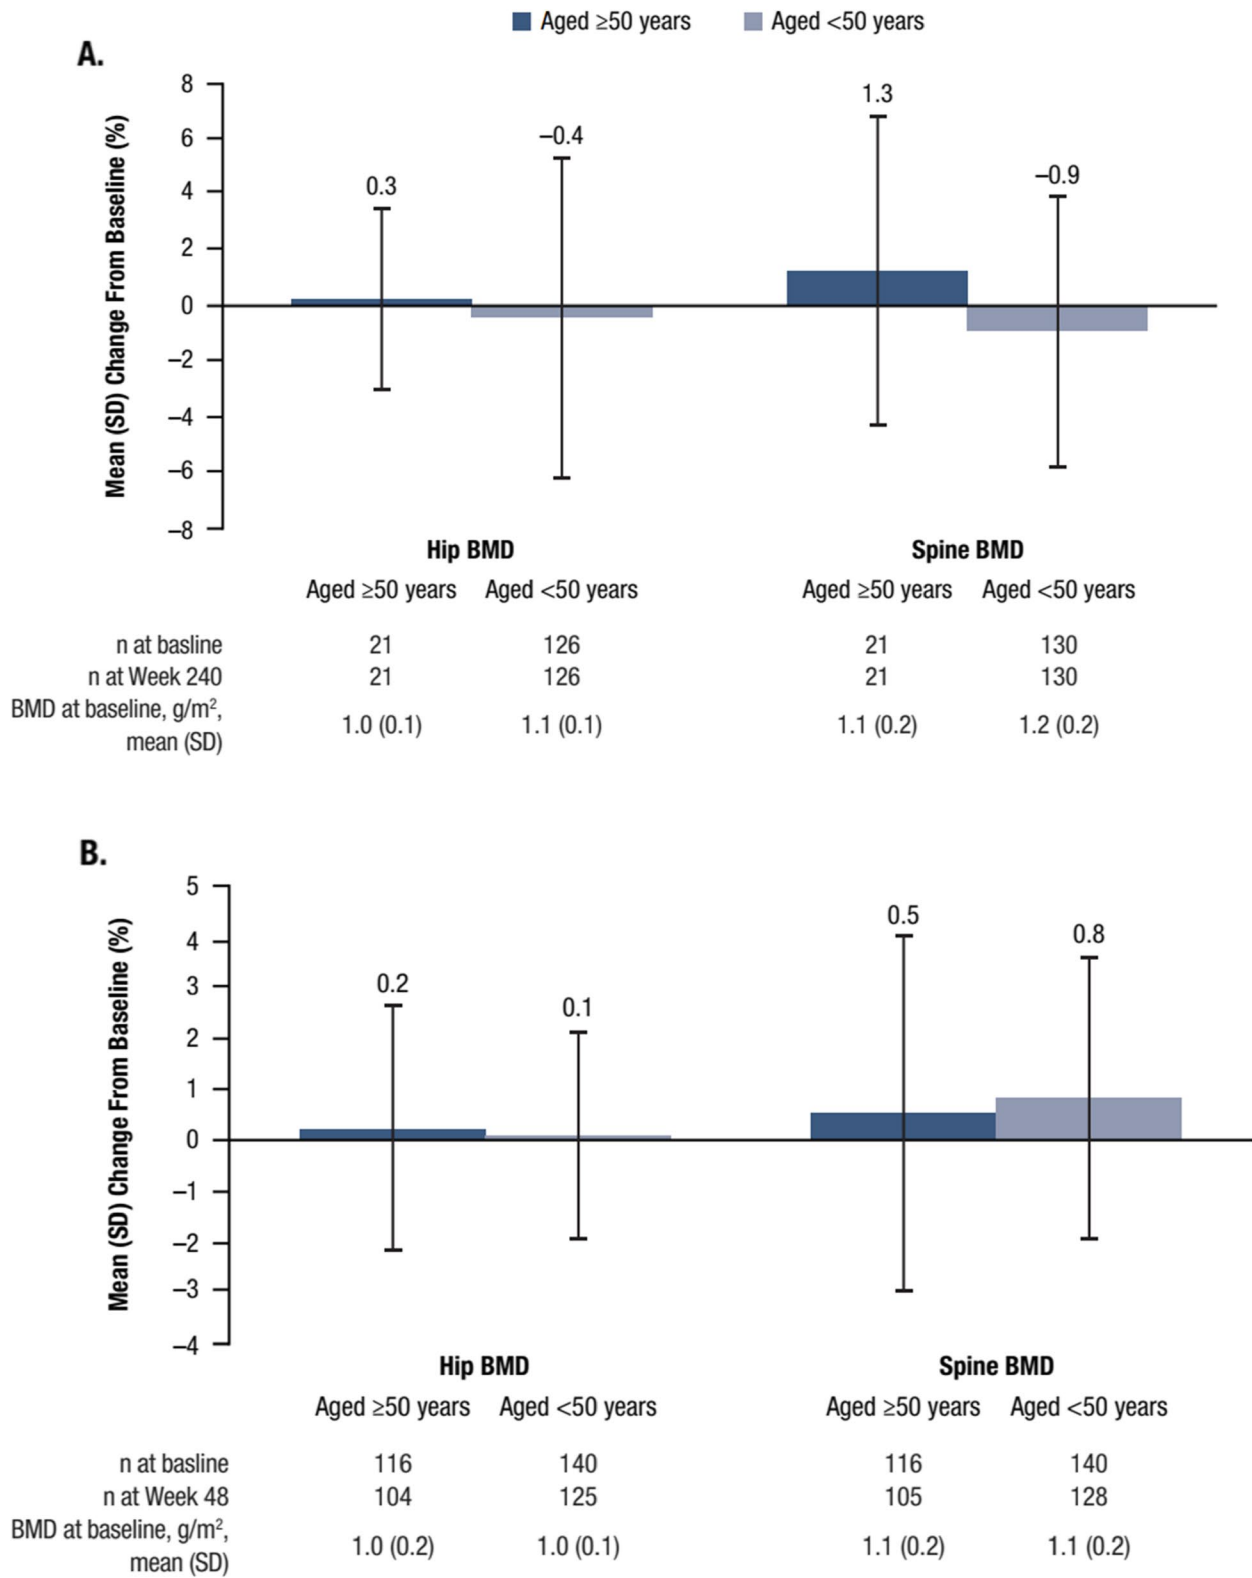 Aged ≥50 years Aged <50 years
A.
Mean (SD) Change From Baseline (%)
8
6
4
2
0
–2
–4
–6
–8
0.3
–0.4
1.3
–0.9
Hip BMD Spine BMD
Aged ≥50 years Aged <50 years Aged ≥50 years Aged <50 years
n at basline 21 126 21 130
n at Week 240 21 126 21 130
BMD at baseline, g/m²,
mean (SD) 1.0 (0.1) 1.1 (0.1) 1.1 (0.2) 1.2 (0.2)
B.
Mean (SD) Change From Baseline (%)
5
4
3
2
1
0
–1
–2
–3
–4
0.2
0.1
0.5
0.8
Hip BMD Spine BMD
Aged ≥50 years Aged <50 years Aged ≥50 years Aged <50 years
n at basline 116 140 116 140
n at Week 48 104 125 105 128
BMD at baseline, g/m²,
mean (SD) 1.0 (0.2) 1.0 (0.1) 1.1 (0.2) 1.1 (0.2)